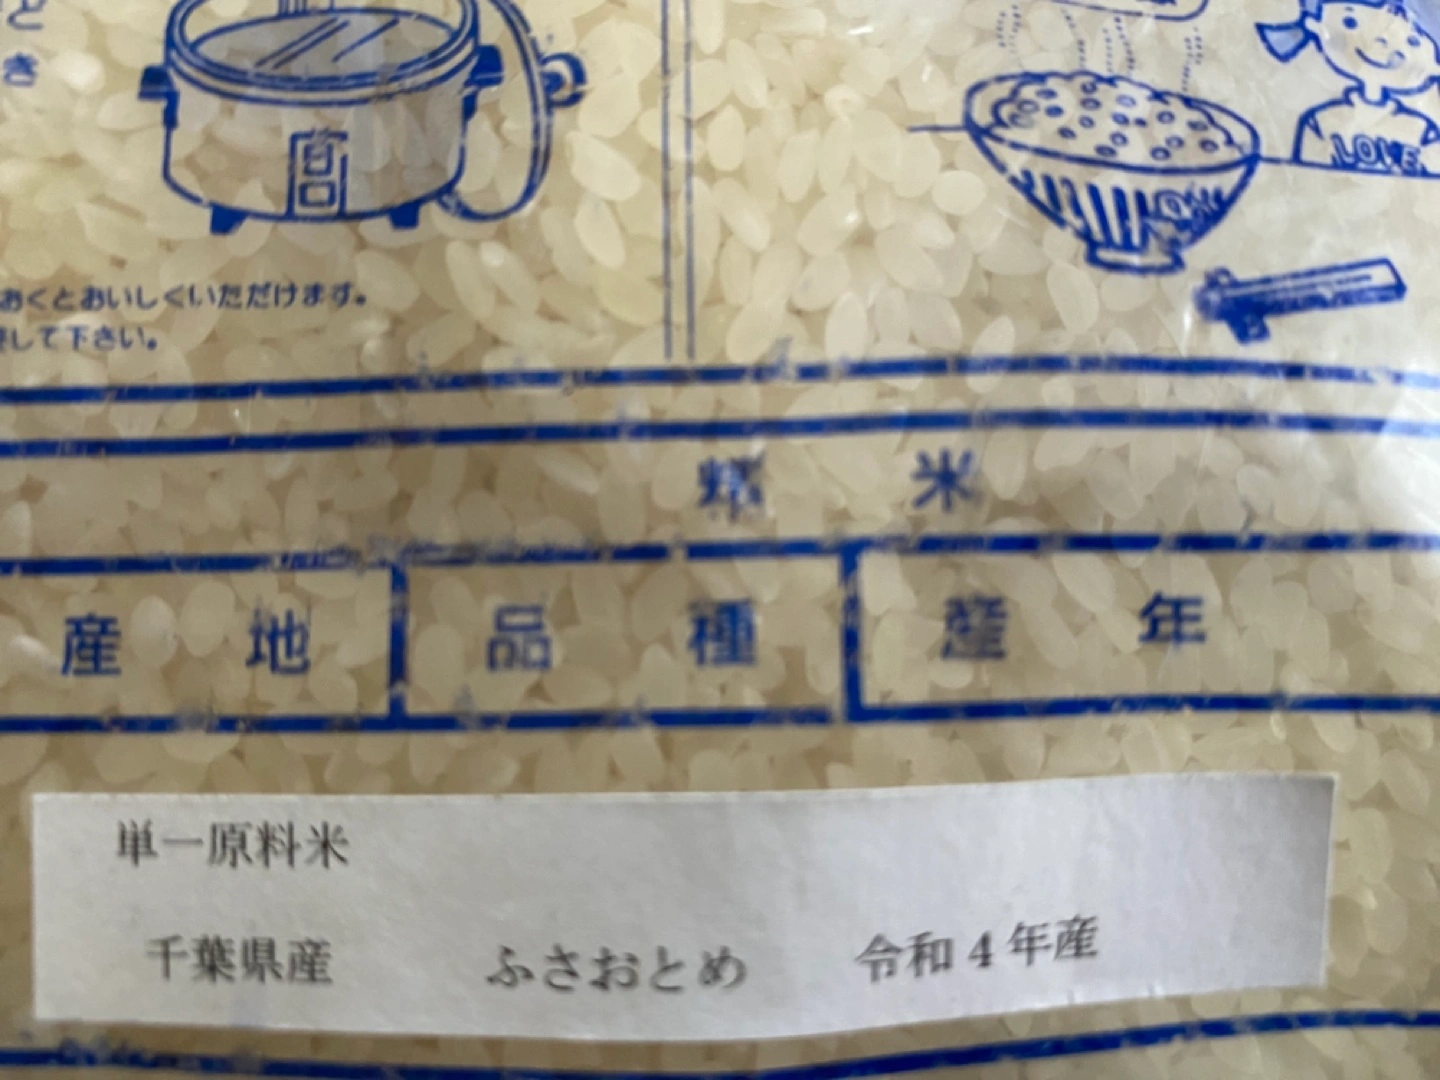 とき
おくとおいしくいただけます。
して下さい。
LOVE
精米
産地 品種 産年
単一原料米
千葉県産 ふさおとめ 令和4年産